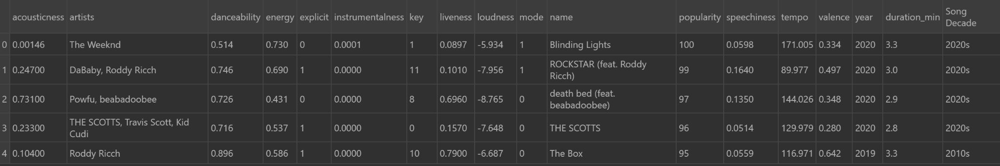 acousticness artists danceability energy explicit instrumentalness key liveness loudness mode name popularity speechiness tempo valence year duration_min Song Decade
0 0.00146 The Weeknd 0.514 0.730 0 0.0001 1 0.0897 -5.934 1 Blinding Lights 100 0.0598 171.005 0.334 2020 3.3 2020s
1 0.24700 DaBaby, Roddy Ricch 0.746 0.690 1 0.0000 11 0.1010 -7.956 1 ROCKSTAR (feat. Roddy Ricch) 99 0.1640 89.977 0.497 2020 3.0 2020s
2 0.73100 Powfu, beabadoobee 0.726 0.431 0 0.0000 8 0.6960 -8.765 0 death bed (feat. beabadoobee) 97 0.1350 144.026 0.348 2020 2.9 2020s
3 0.23300 THE SCOTTS, Travis Scott, Kid Cudi 0.716 0.537 1 0.0000 0 0.1570 -7.648 0 THE SCOTTS 96 0.0514 129.979 0.280 2020 2.8 2020s
4 0.10400 Roddy Ricch 0.896 0.586 1 0.0000 10 0.7900 -6.687 0 The Box 95 0.0559 116.971 0.642 2019 3.3 2010s